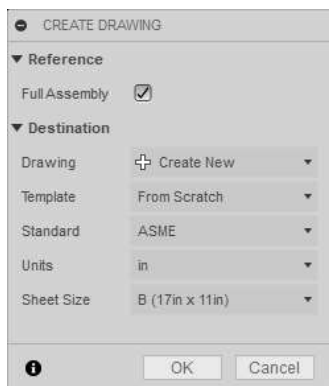 CREATE DRAWING
Reference
Full Assembly
Destination
Drawing Create New
Template From Scratch
Standard ASME
Units in
Sheet Size B (17in x 11in)
OK Cancel